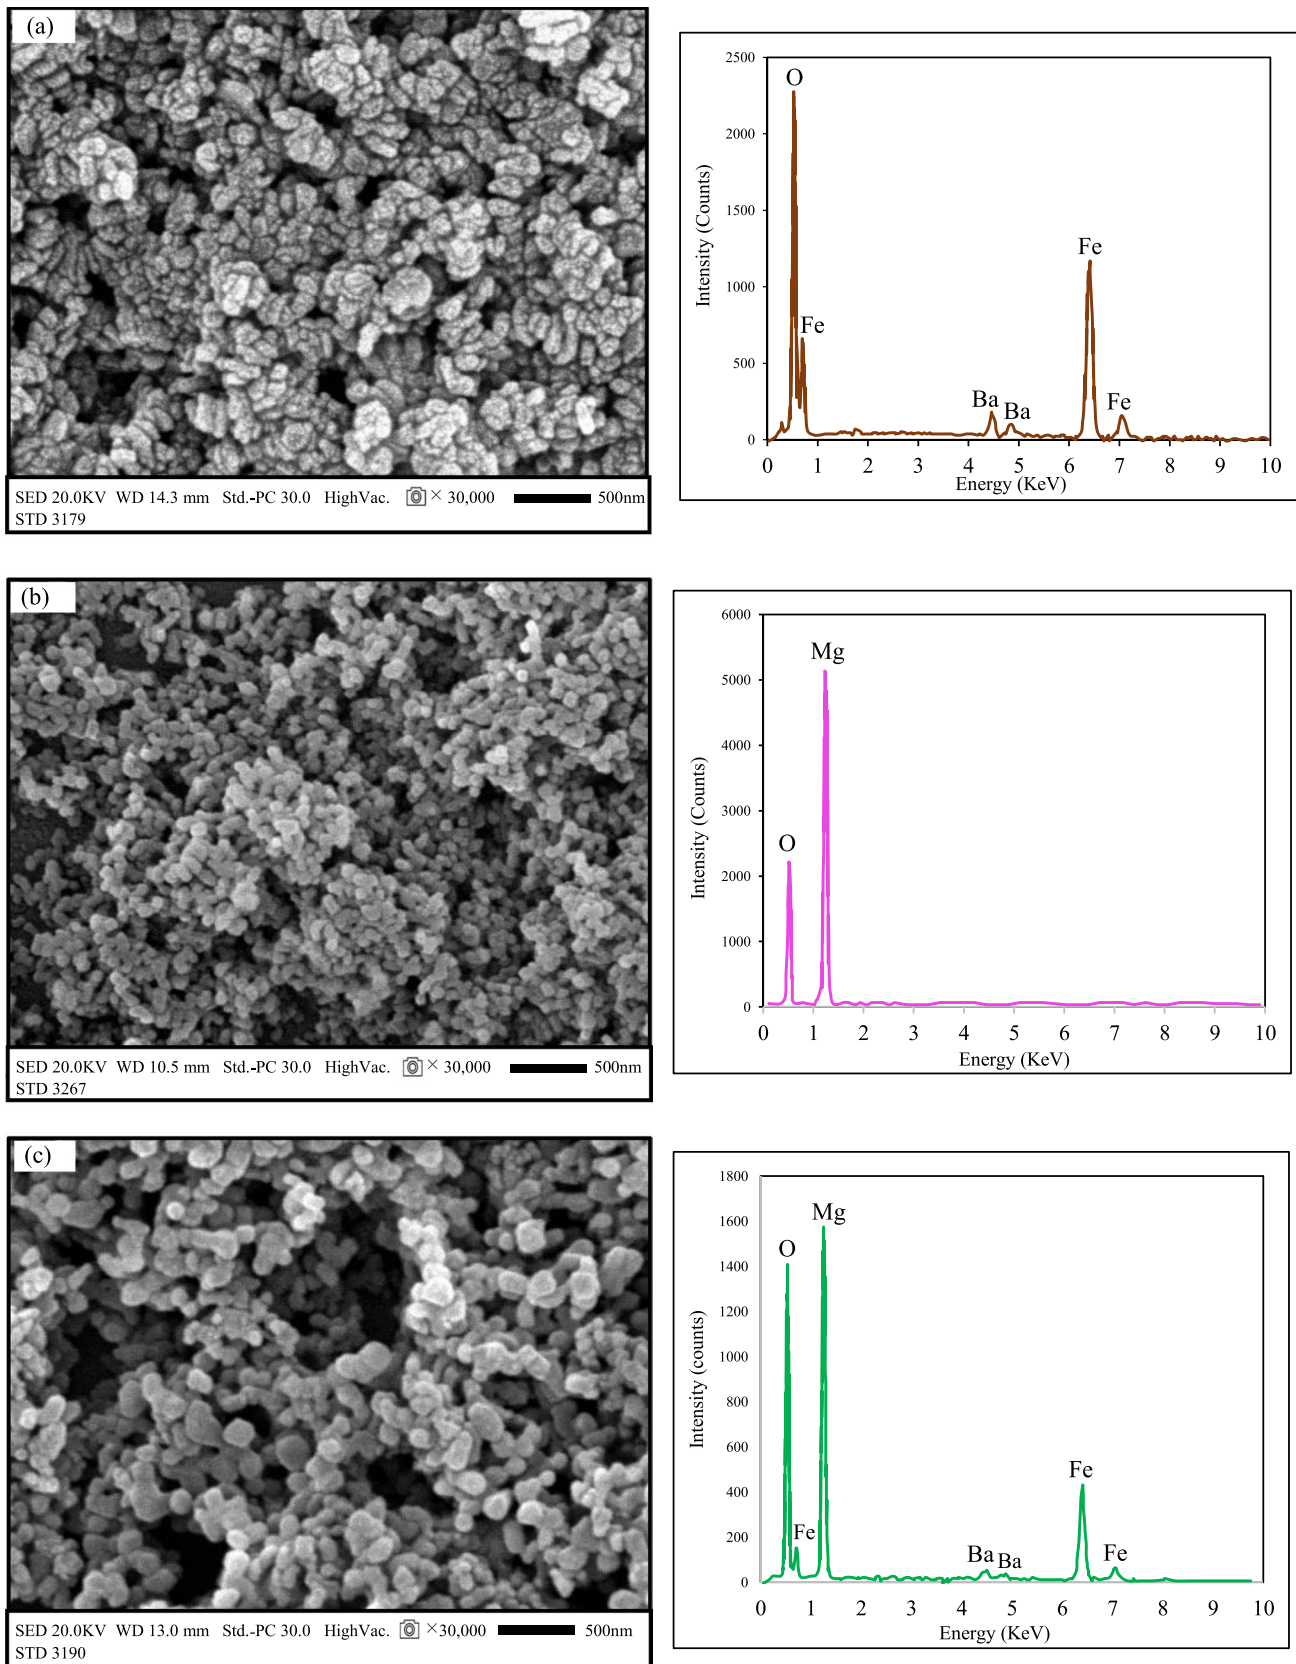 (a)
SED 20.0KV WD 14.3 mm Std.-PC 30.0 HighVac. × 30,000 500nm
STD 3179
2500
2000
1500
1000
500
0
Intensity (Counts)
O
Fe
Ba
Ba
Fe
Fe
0 1 2 3 4 5 6 7 8 9 10
Energy (KeV)
(b)
SED 20.0KV WD 10.5 mm Std.-PC 30.0 HighVac. × 30,000 500nm
STD 3267
6000
5000
4000
3000
2000
1000
0
Intensity (Counts)
O
Mg
0 1 2 3 4 5 6 7 8 9 10
Energy (KeV)
(c)
SED 20.0KV WD 13.0 mm Std.-PC 30.0 HighVac. ×30,000 500nm
STD 3190
1800
1600
1400
1200
1000
800
600
400
200
0
Intensity (counts)
O
Fe
Mg
Ba
Ba
Fe
Fe
0 1 2 3 4 5 6 7 8 9 10
Energy (KeV)